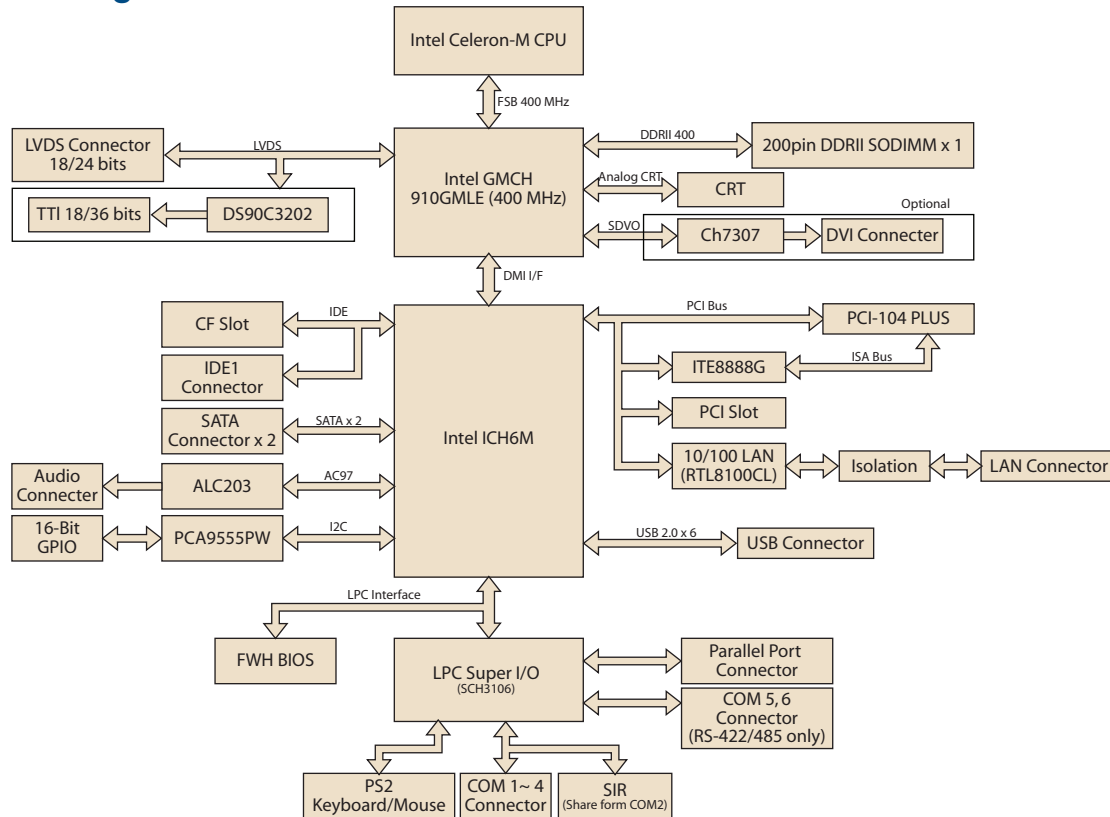 Intel Celeron-M CPU
FSB 400 MHz
LVDS Connector
18/24 bits
LVDS
Intel GMCH
910GMLE (400 MHz)
DDRII 400
200pin DDRII SODIMM x 1
Analog CRT
CRT
Optional
TTl 18/36 bits
DS90C3202
SDVO
Ch7307
DVI Connecter
DMI I/F
CF Slot
IDE
IDE1
Connector
SATA
Connector x 2
SATA x 2
Intel ICH6M
PCI Bus
PCI-104 PLUS
ITE8888G
ISA Bus
PCI Slot
10/100 LAN
(RTL8100CL)
Isolation
LAN Connector
Audio
Connecter
ALC203
AC97
16-Bit
GPIO
PCA9555PW
I2C
USB 2.0 x 6
USB Connector
LPC Interface
FWH BIOS
LPC Super I/O
(SCH3106)
Parallel Port
Connector
COM 5, 6
Connector
(RS-422/485 only)
PS2
Keyboard/Mouse
COM 1~ 4
Connector
SIR
(Share form COM2)